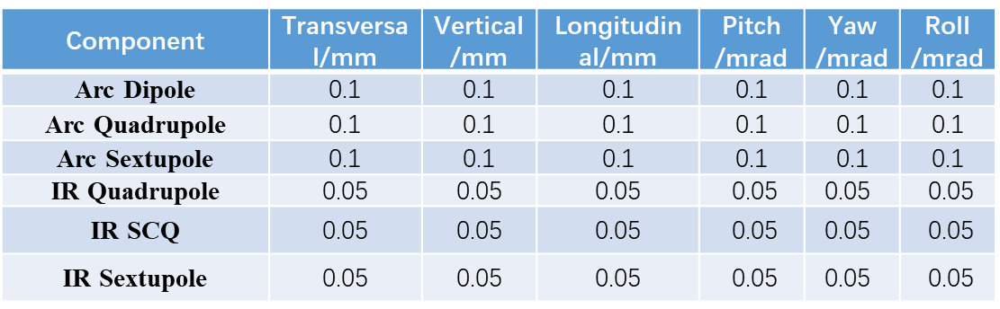 Component Transversa Vertical Longitudin Pitch Yaw Roll
l/mm /mm al/mm /mrad /mrad /mrad
Arc Dipole 0.1 0.1 0.1 0.1 0.1 0.1
Arc Quadrupole 0.1 0.1 0.1 0.1 0.1 0.1
Arc Sextupole 0.1 0.1 0.1 0.1 0.1 0.1
IR Quadrupole 0.05 0.05 0.05 0.05 0.05 0.05
IR SCQ 0.05 0.05 0.05 0.05 0.05 0.05
IR Sextupole 0.05 0.05 0.05 0.05 0.05 0.05